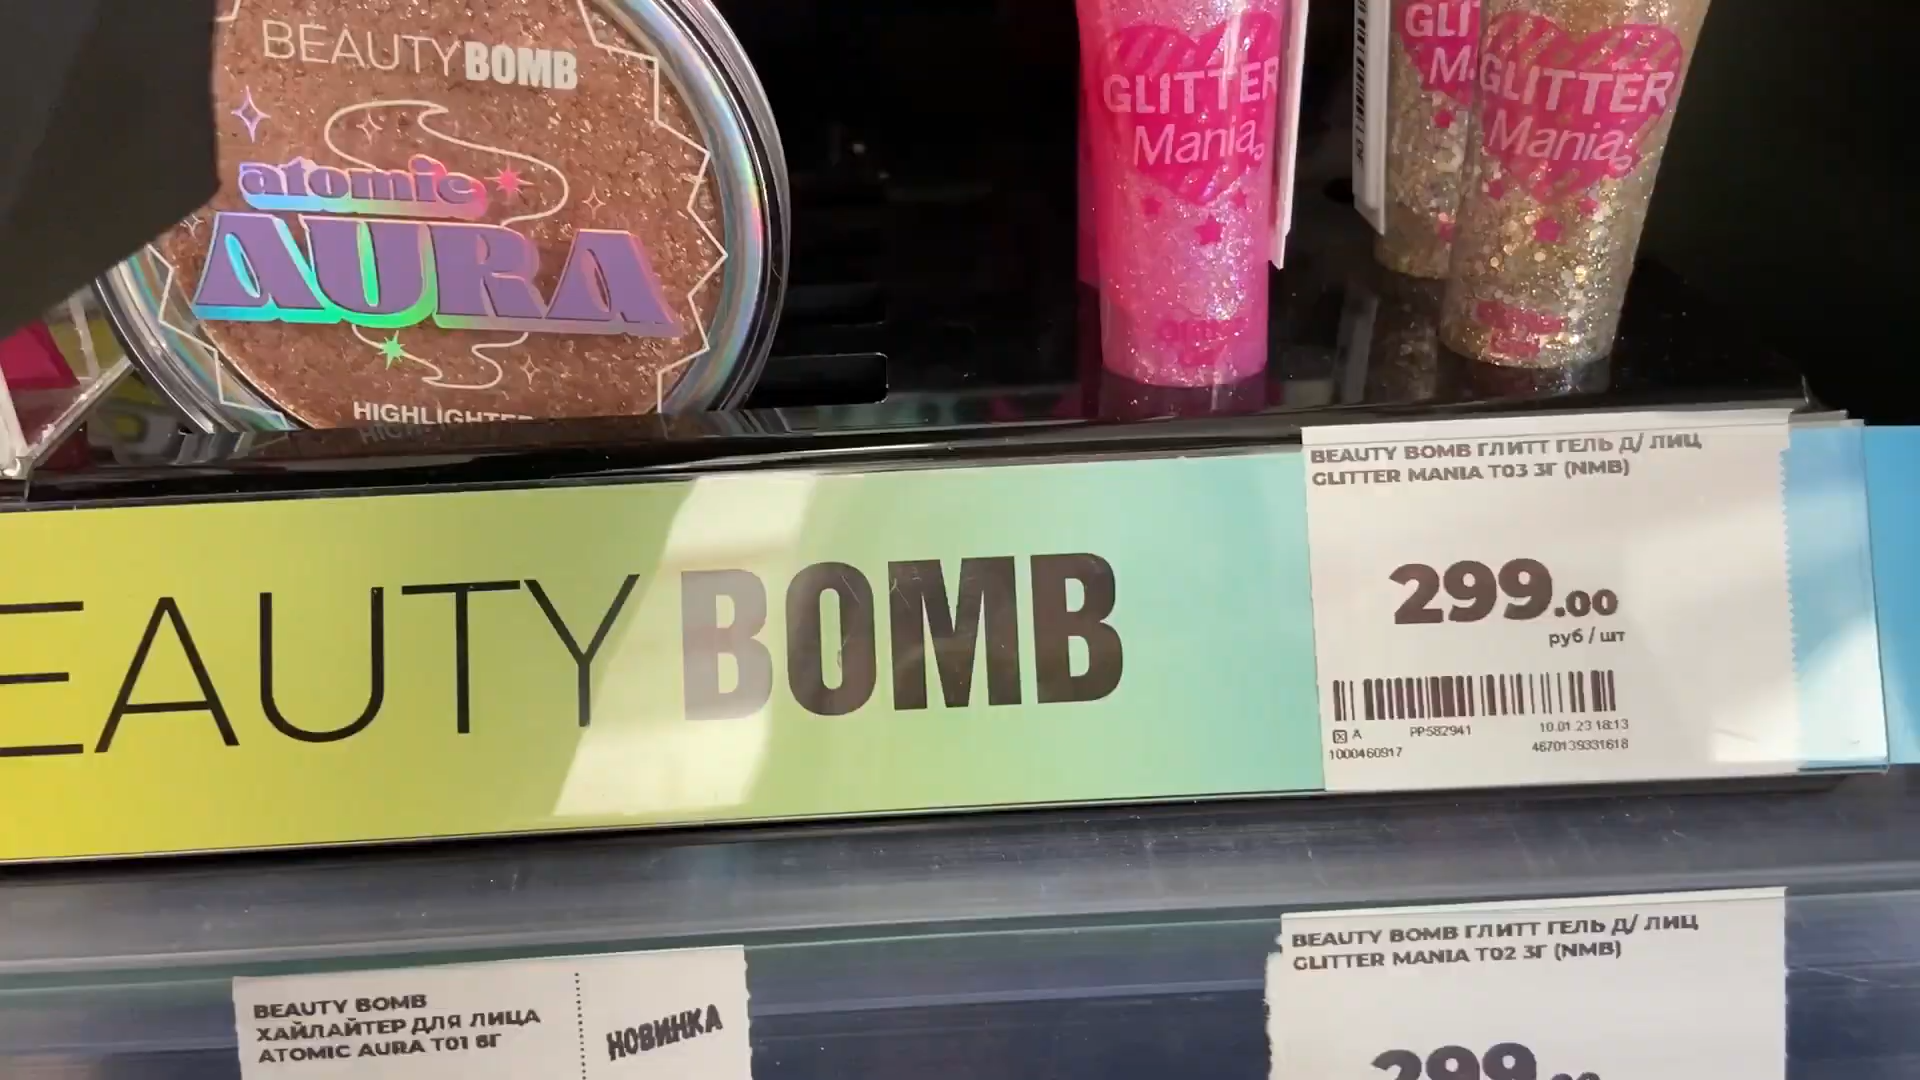 BEAUTY BOMB
atomic
AURA
HIGHLIGHTER
GLITTER
Mania
GLITTER
Mania
BEAUTY BOMB ГЛИТТ ГЕЛЬ Д/ ЛИЦ
GLITTER MANIA T03 3Г (NMB)
299.00
руб / шт
A PP582941 10.01.23 18:13
1000460917 4670139331618
EAUTY BOMB
BEAUTY BOMB
ХАЙЛАЙТЕР ДЛЯ ЛИЦА
ATOMIC AURA T01 6Г
НОВИНКА
BEAUTY BOMB ГЛИТТ ГЕЛЬ Д/ ЛИЦ
GLITTER MANIA T02 3Г (NMB)
299.00